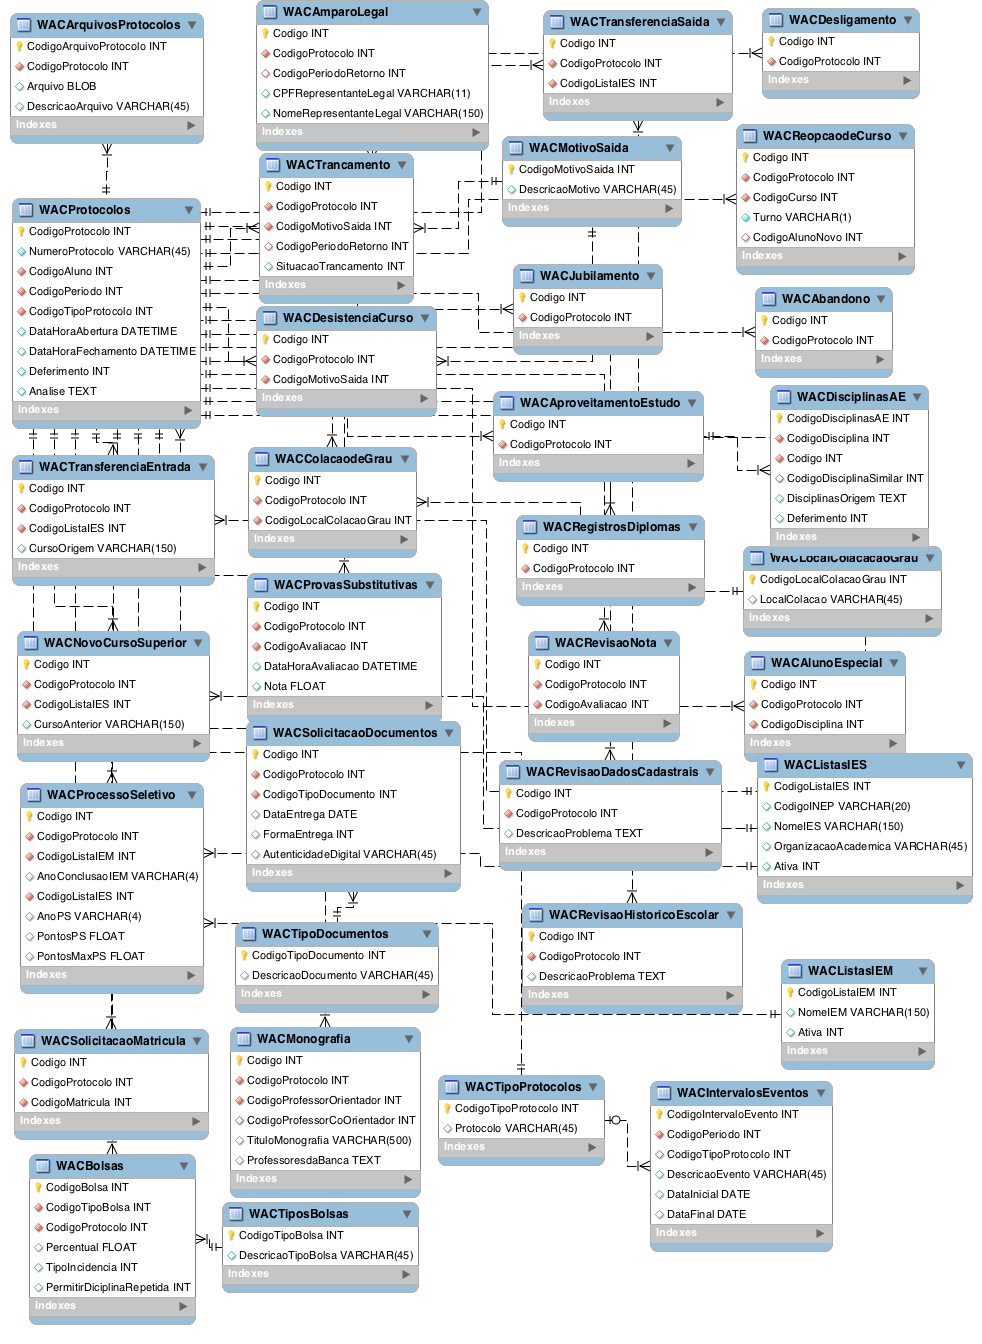 WACArquivosProtocolos
CodigoArquivoProtocolo INT
CodigoProtocolo INT
Arquivo BLOB
DescricaoArquivo VARCHAR(45)
Indexes
WACAmparoLegal
Codigo INT
CodigoProtocolo INT
CodigoPeriodoRetorno INT
CPFRepresentanteLegal VARCHAR(11)
NomeRepresentanteLegal VARCHAR(150)
Indexes
WACTransferenciaSaida
Codigo INT
CodigoProtocolo INT
CodigoListaIES INT
Indexes
WACDesligamento
Codigo INT
CodigoProtocolo INT
Indexes
WACTrancamento
Codigo INT
CodigoProtocolo INT
CodigoMotivoSaida INT
CodigoPeriodoRetorno INT
SituacaoTrancamento INT
Indexes
WACMotivoSaida
CodigoMotivoSaida INT
DescricaoMotivo VARCHAR(45)
Indexes
WACReopcaodeCurso
Codigo INT
CodigoProtocolo INT
CodigoCurso INT
Turno VARCHAR(1)
CodigoAlunoNovo INT
Indexes
WACProtocolos
CodigoProtocolo INT
NumeroProtocolo VARCHAR(45)
CodigoAluno INT
CodigoPeriodo INT
CodigoTipoProtocolo INT
DataHoraAbertura DATETIME
DataHoraFechamento DATETIME
Deferimento INT
Analise TEXT
Indexes
WACJubilamento
Codigo INT
CodigoProtocolo INT
Indexes
WACAbandono
Codigo INT
CodigoProtocolo INT
Indexes
WACDesistenciaCurso
Codigo INT
CodigoProtocolo INT
CodigoMotivoSaida INT
Indexes
WACAproveitamentoEstudo
Codigo INT
CodigoProtocolo INT
Indexes
WACDisciplinasAE
CodigoDisciplinasAE INT
CodigoDisciplina INT
Codigo INT
CodigoDisciplinaSimilar INT
DisciplinasOrigem TEXT
Deferimento INT
Indexes
WACTransferenciaEntrada
Codigo INT
CodigoProtocolo INT
CodigoListaIES INT
CursoOrigem VARCHAR(150)
Indexes
WACColacaodeGrau
Codigo INT
CodigoProtocolo INT
CodigoLocalColacaoGrau INT
Indexes
WACRegistrosDiplomas
Codigo INT
CodigoProtocolo INT
Indexes
WACLocalColacacaoGrau
CodigoLocalColacaoGrau INT
LocalColacao VARCHAR(45)
Indexes
WACProvasSubstitutivas
Codigo INT
CodigoProtocolo INT
CodigoAvaliacao INT
DataHoraAvaliacao DATETIME
Nota FLOAT
Indexes
WACNovoCursoSuperior
Codigo INT
CodigoProtocolo INT
CodigoListaIES INT
CursoAnterior VARCHAR(150)
Indexes
WACRevisaoNota
Codigo INT
CodigoProtocolo INT
CodigoAvaliacao INT
Indexes
WACAlunoEspecial
Codigo INT
CodigoProtocolo INT
CodigoDisciplina INT
Indexes
WACSolicitacaoDocumentos
Codigo INT
CodigoProtocolo INT
CodigoTipoDocumento INT
DataEntrega DATE
FormaEntrega INT
AutenticidadeDigital VARCHAR(45)
Indexes
WACRevisaoDadosCadastrais
Codigo INT
CodigoProtocolo INT
DescricaoProblema TEXT
Indexes
WACListasIES
CodigoListaIES INT
CodigoINEP VARCHAR(20)
NomeIES VARCHAR(150)
OrganizacaoAcademica VARCHAR(45)
Ativa INT
Indexes
WACProcessoSeletivo
Codigo INT
CodigoProtocolo INT
CodigoListaIEM INT
AnoConclusaoIEM VARCHAR(4)
CodigoListaIES INT
AnoPS VARCHAR(4)
PontosPS FLOAT
PontosMaxPS FLOAT
Indexes
WACRevisaoHistoricoEscolar
Codigo INT
CodigoProtocolo INT
DescricaoProblema TEXT
Indexes
WACTipoDocumentos
CodigoTipoDocumento INT
DescricaoDocumento VARCHAR(45)
Indexes
WACListasIEM
CodigoListaIEM INT
NomeIEM VARCHAR(150)
Ativa INT
Indexes
WACSolicitacaoMatricula
Codigo INT
CodigoProtocolo INT
CodigoMatricula INT
Indexes
WACMonografia
Codigo INT
CodigoProtocolo INT
CodigoProfessorOrientador INT
CodigoProfessorCoOrientador INT
TituloMonografia VARCHAR(500)
ProfessoresdaBanca TEXT
Indexes
WACTipoProtocolos
CodigoTipoProtocolo INT
Protocolo VARCHAR(45)
Indexes
WACIntervalosEventos
CodigoIntervaloEvento INT
CodigoPeriodo INT
CodigoTipoProtocolo INT
DescricaoEvento VARCHAR(45)
DataInicial DATE
DataFinal DATE
Indexes
WACBolsas
CodigoBolsa INT
CodigoTipoBolsa INT
CodigoProtocolo INT
Percentual FLOAT
TipoIncidencia INT
PermitirDiciplinaRepetida INT
Indexes
WACTiposBolsas
CodigoTipoBolsa INT
DescricaoTipoBolsa VARCHAR(45)
Indexes